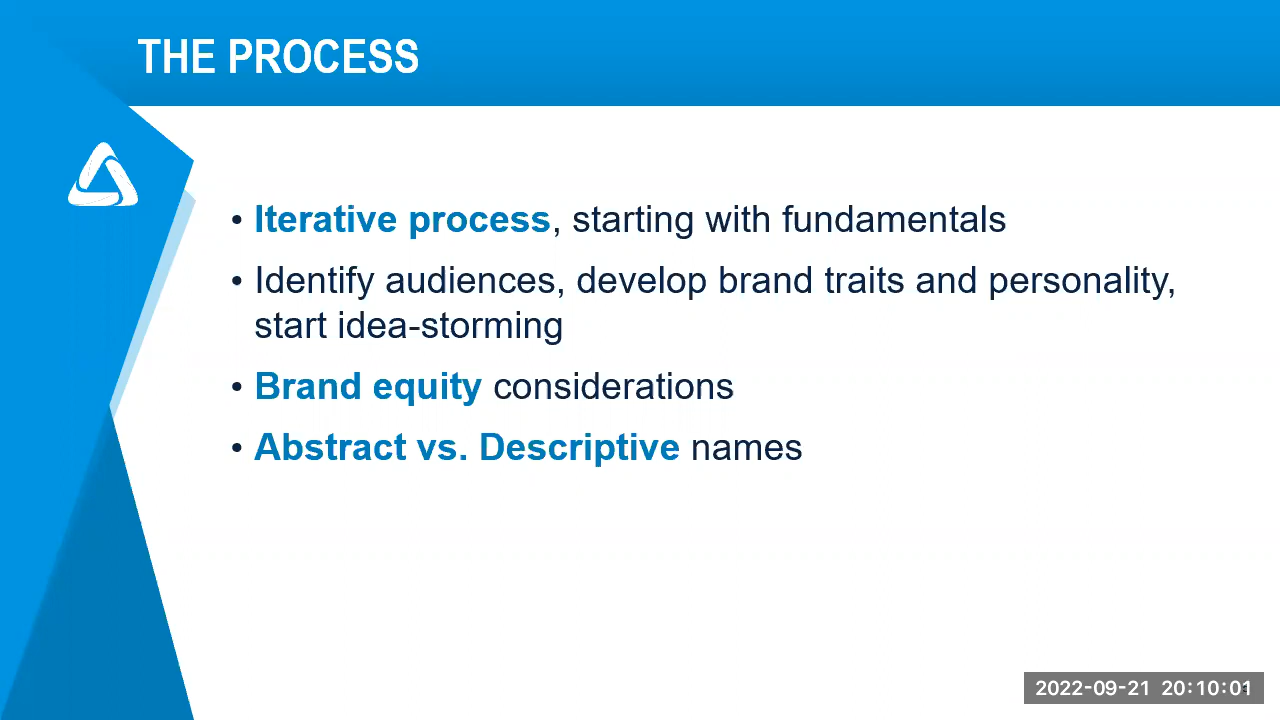 THE PROCESS
• Iterative process, starting with fundamentals
• Identify audiences, develop brand traits and personality,
start idea-storming
• Brand equity considerations
• Abstract vs. Descriptive names
2022-09-21 20:10:01